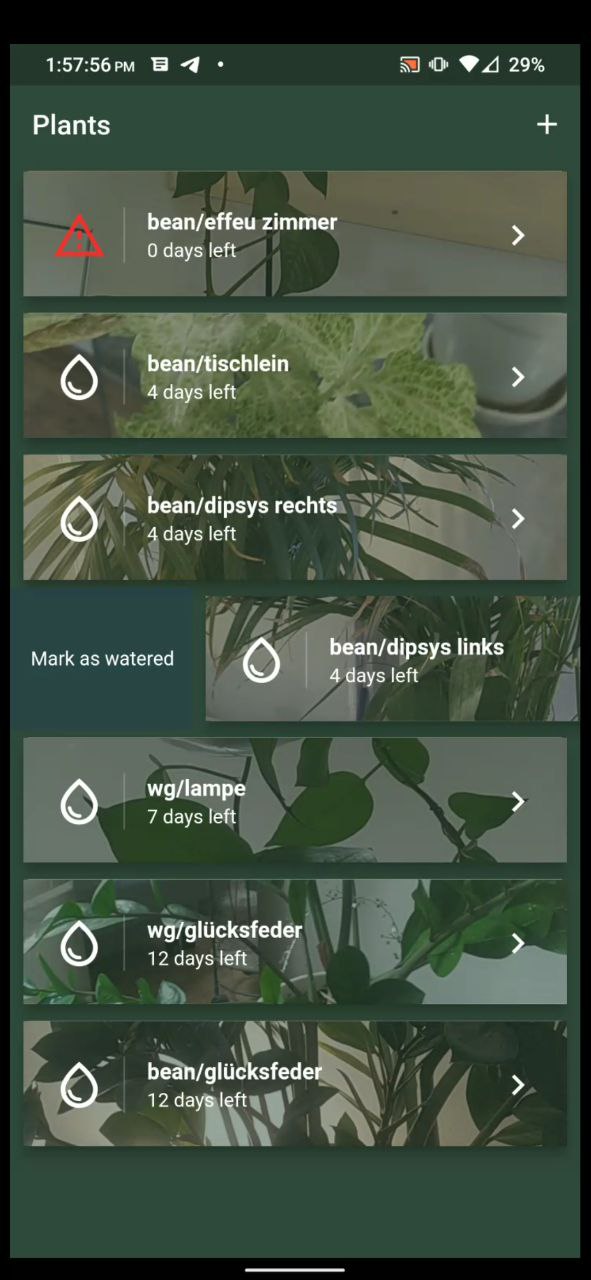 1:57:56 PM
29%
Plants
bean/effeu zimmer
0 days left
bean/tischlein
4 days left
bean/dipsys rechts
4 days left
Mark as watered
bean/dipsys links
4 days left
wg/lampe
7 days left
wg/glücksfeder
12 days left
bean/glücksfeder
12 days left